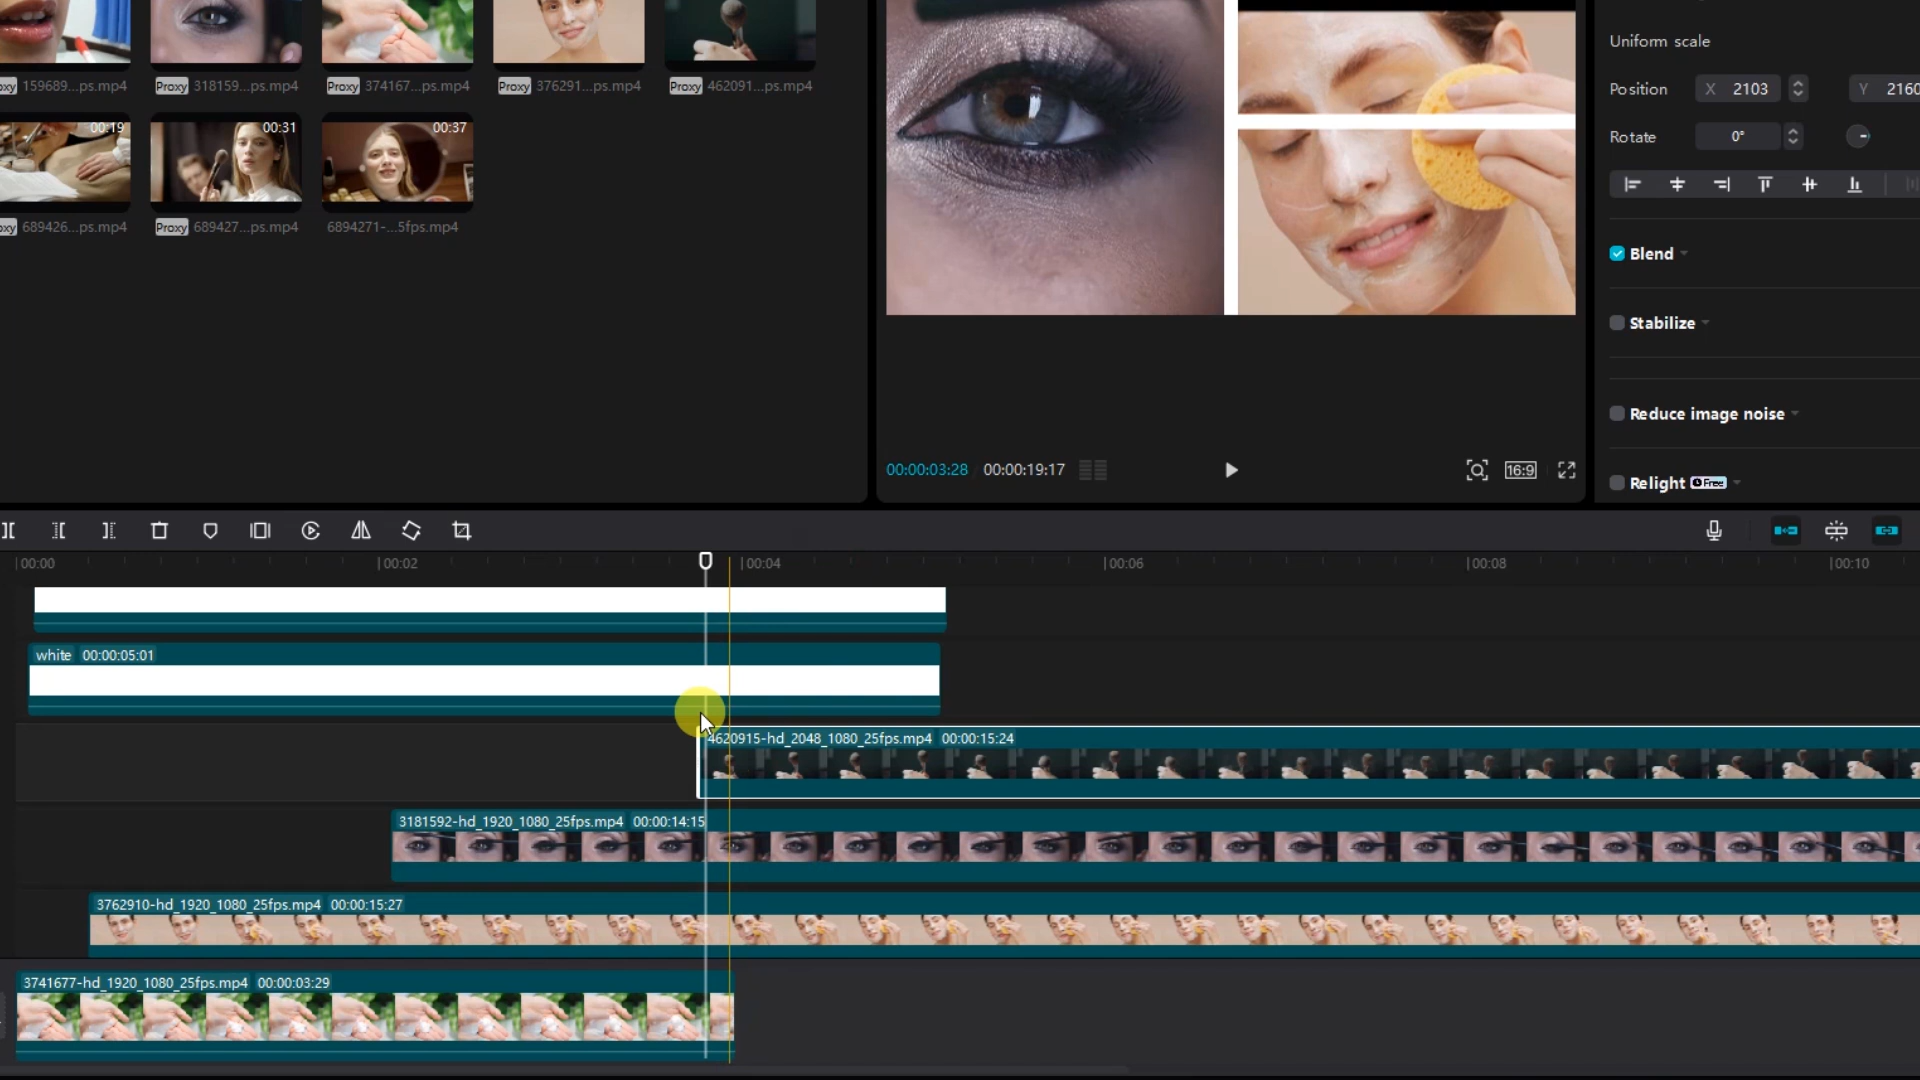 Proxy 159689...ps.mp4 Proxy 318159...ps.mp4 Proxy 374167...ps.mp4 Proxy 376291...ps.mp4 Proxy 462091...ps.mp4
00:19 00:31 00:37
Proxy 689426...ps.mp4 Proxy 689427...ps.mp4 6894271-...5fps.mp4
Uniform scale
Position X 2103 Y 2160
Rotate 0°
Blend
Stabilize
Reduce image noise
Relight Free
00:00:03:28 00:00:19:17 16:9
00:00 00:02 00:04 00:06 00:08 00:10
white 00:00:05:01
4620915-hd_2048_1080_25fps.mp4 00:00:15:24
3181592-hd_1920_1080_25fps.mp4 00:00:14:15
3762910-hd_1920_1080_25fps.mp4 00:00:15:27
3741677-hd_1920_1080_25fps.mp4 00:00:03:29